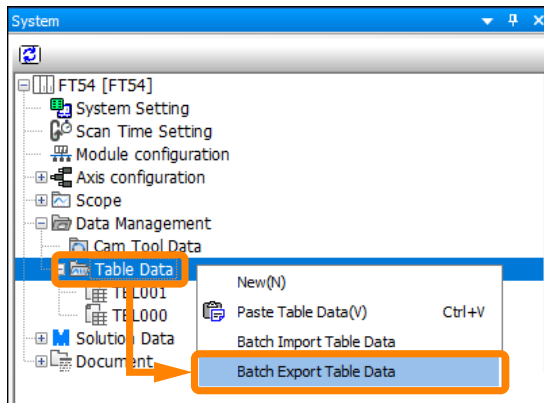 System
FT54 [FT54]
System Setting
Scan Time Setting
Module configuration
Axis configuration
Scope
Data Management
Cam Tool Data
Table Data
TBL001
TBL000
Solution Data
Document
New(N)
Paste Table Data(V) Ctrl+V
Batch Import Table Data
Batch Export Table Data